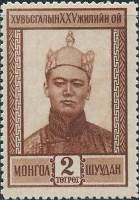 ХУВЬСГАЛЫН XXV ЖИЛИЙН ОЙ
МОНГОЛ 2 ШУУДАН
ТӨГРӨГ